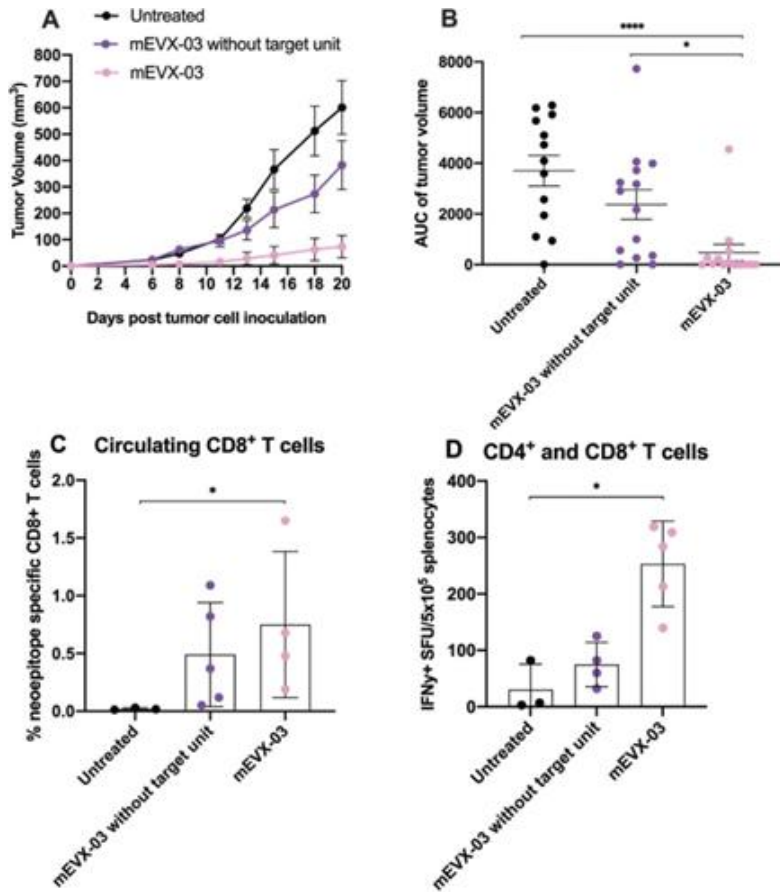 A
Untreated
mEVX-03 without target unit
mEVX-03
Tumor Volume (mm³)
800
700
600
500
400
300
200
100
0
0 2 4 6 8 10 12 14 16 18 20
Days post tumor cell inoculation
B
****
*
AUC of tumor volume
8000
6000
4000
2000
0
Untreated
mEVX-03 without target unit
mEVX-03
C Circulating CD8⁺ T cells
*
% neoepitope specific CD8+ T cells
2.0
1.5
1.0
0.5
0.0
Untreated
mEVX-03 without target unit
mEVX-03
D CD4⁺ and CD8⁺ T cells
*
IFNγ+ SFU/5x10⁵ splenocytes
400
300
200
100
0
Untreated
mEVX-03 without target unit
mEVX-03